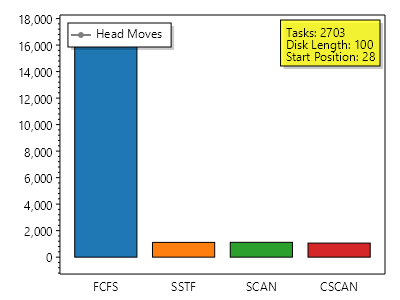 18,000
16,000
14,000
12,000
10,000
8,000
6,000
4,000
2,000
0
Head Moves
Tasks: 2703
Disk Length: 100
Start Position: 28
FCFS
SSTF
SCAN
CSCAN